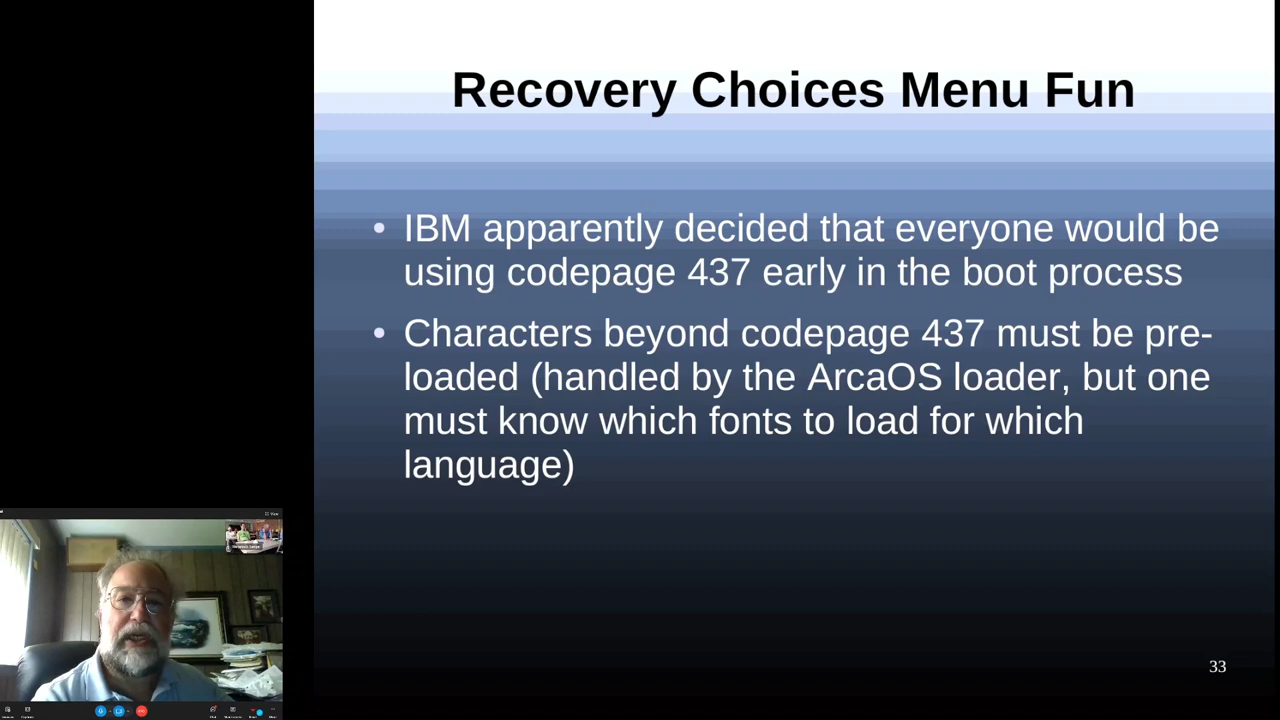 Recovery Choices Menu Fun
• IBM apparently decided that everyone would be
using codepage 437 early in the boot process
• Characters beyond codepage 437 must be pre-
loaded (handled by the ArcaOS loader, but one
must know which fonts to load for which
language)
33
View